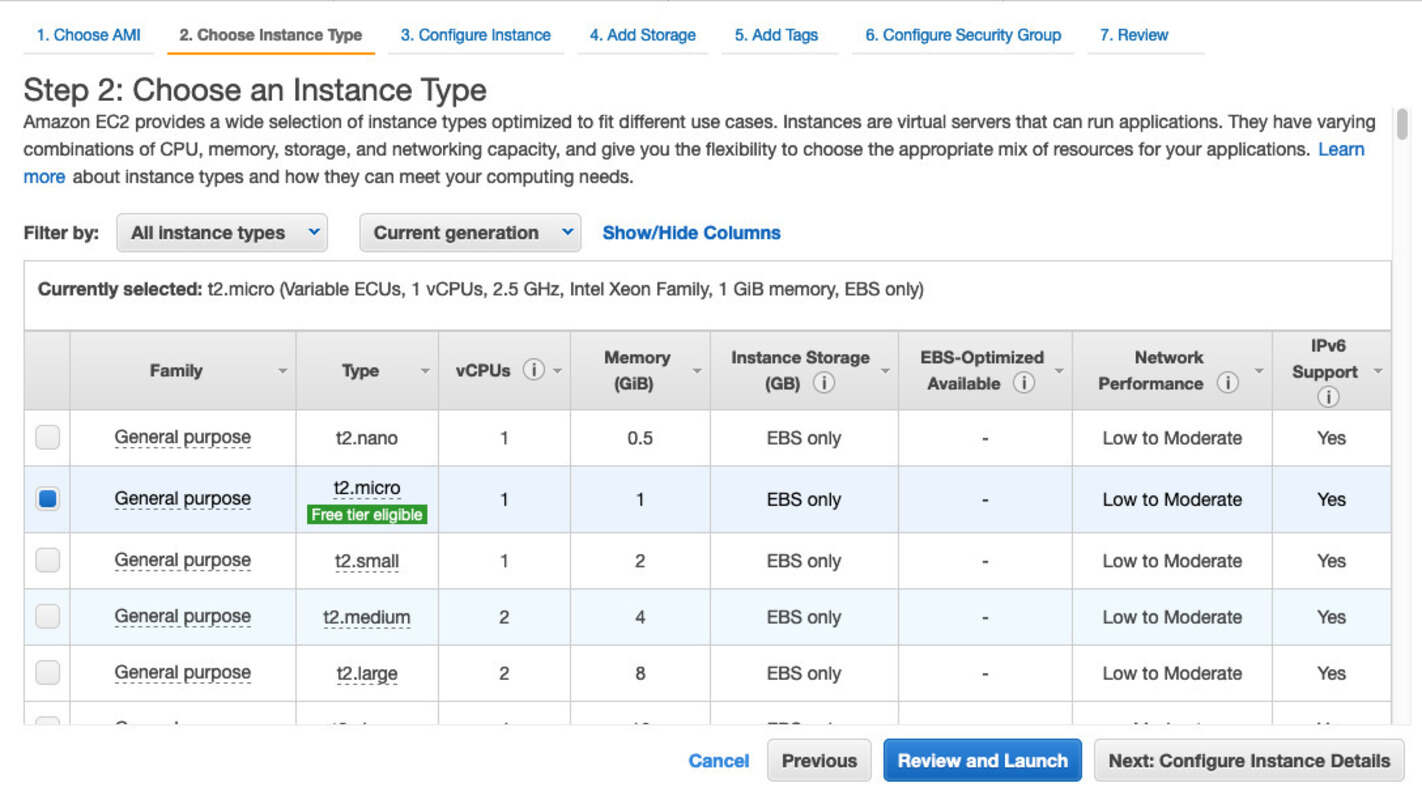 1. Choose AMI 2. Choose Instance Type 3. Configure Instance 4. Add Storage 5. Add Tags 6. Configure Security Group 7. Review
Step 2: Choose an Instance Type
Amazon EC2 provides a wide selection of instance types optimized to fit different use cases. Instances are virtual servers that can run applications. They have varying
combinations of CPU, memory, storage, and networking capacity, and give you the flexibility to choose the appropriate mix of resources for your applications. Learn
more about instance types and how they can meet your computing needs.
Filter by: All instance types Current generation Show/Hide Columns
Currently selected: t2.micro (Variable ECUs, 1 vCPUs, 2.5 GHz, Intel Xeon Family, 1 GiB memory, EBS only)
Family Type vCPUs Memory (GiB) Instance Storage (GB) EBS-Optimized Available Network Performance IPv6 Support
General purpose t2.nano 1 0.5 EBS only - Low to Moderate Yes
General purpose t2.micro 1 1 EBS only - Low to Moderate Yes
Free tier eligible
General purpose t2.small 1 2 EBS only - Low to Moderate Yes
General purpose t2.medium 2 4 EBS only - Low to Moderate Yes
General purpose t2.large 2 8 EBS only - Low to Moderate Yes
Cancel Previous Review and Launch Next: Configure Instance Details